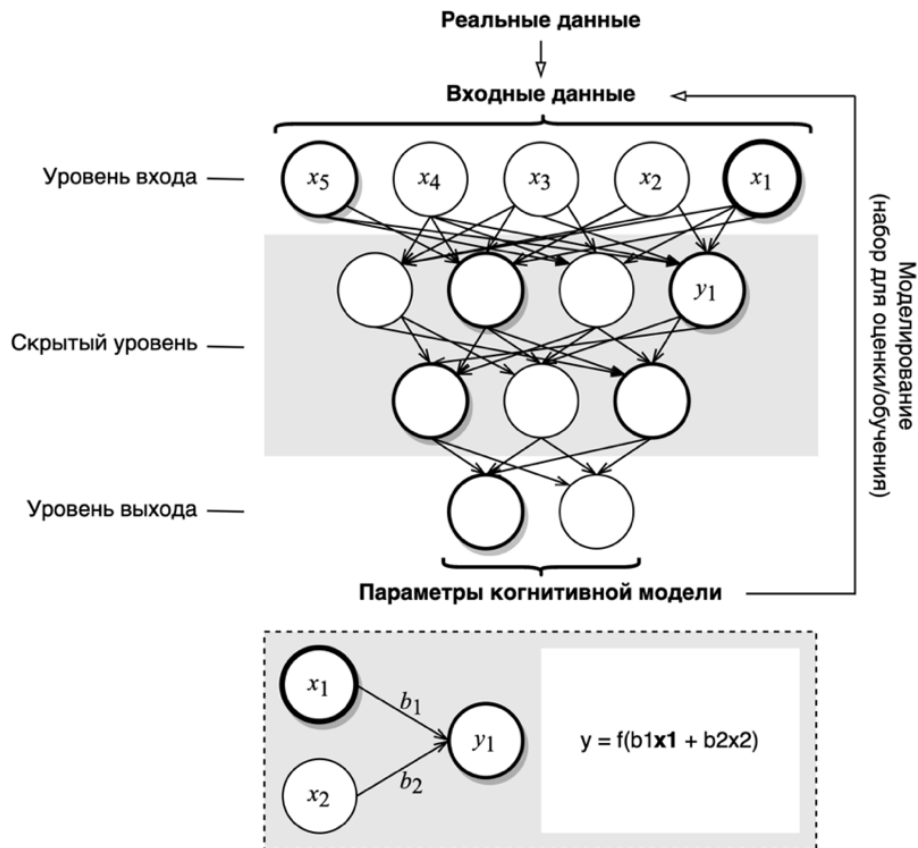 Реальные данные
Входные данные
Уровень входа
x5 x4 x3 x2 x1
y1
Скрытый уровень
Уровень выхода
Параметры когнитивной модели
Моделирование
(набор для оценки/обучения)
x1
b1
y1
b2
x2
y = f(b1x1 + b2x2)